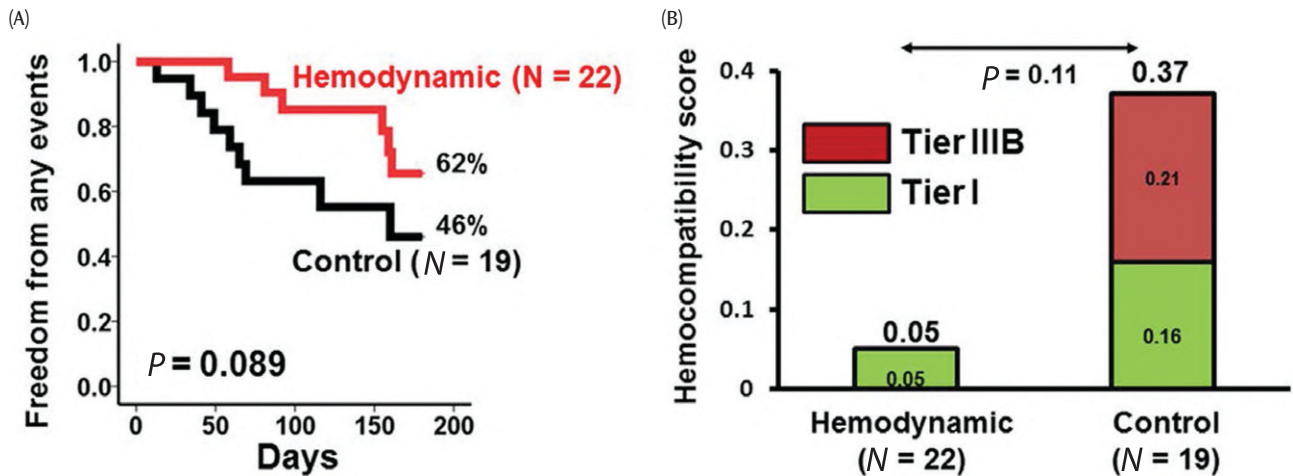 (A)
Freedom from any events
1.0
0.8
0.6
0.4
0.2
0.0
Hemodynamic (N = 22)
62%
46%
Control (N = 19)
P = 0.089
0 50 100 150 200
Days
(B)
Hemocompatibility score
0.4
0.3
0.2
0.1
0
P = 0.11
0.37
Tier IIIB
Tier I
0.21
0.16
0.05
0.05
Hemodynamic Control
(N = 22) (N = 19)